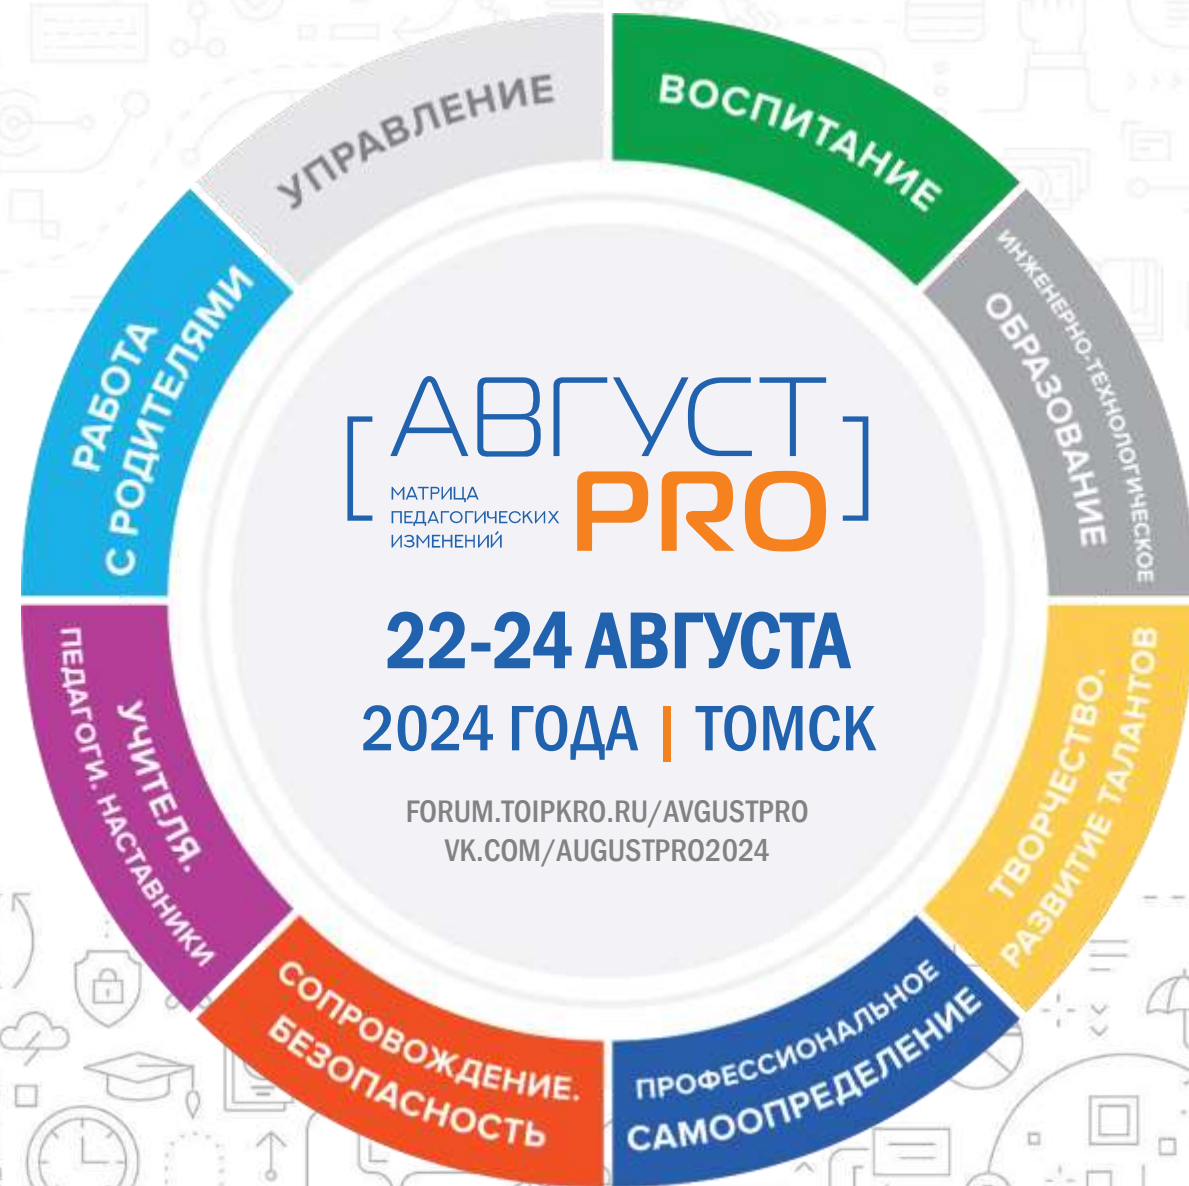 УПРАВЛЕНИЕ
ВОСПИТАНИЕ
ИНЖЕНЕРНО-ТЕХНОЛОГИЧЕСКОЕ
ОБРАЗОВАНИЕ
ТВОРЧЕСТВО.
РАЗВИТИЕ ТАЛАНТОВ
ПРОФЕССИОНАЛЬНОЕ
САМООПРЕДЕЛЕНИЕ
СОПРОВОЖДЕНИЕ.
БЕЗОПАСНОСТЬ
УЧИТЕЛЯ.
ПЕДАГОГИ. НАСТАВНИКИ
РАБОТА
С РОДИТЕЛЯМИ
[АВГУСТ
PRO]
МАТРИЦА
ПЕДАГОГИЧЕСКИХ
ИЗМЕНЕНИЙ
22-24 АВГУСТА
2024 ГОДА | ТОМСК
FORUM.TOIPKRO.RU/AVGUSTPRO
VK.COM/AUGUSTPRO2024